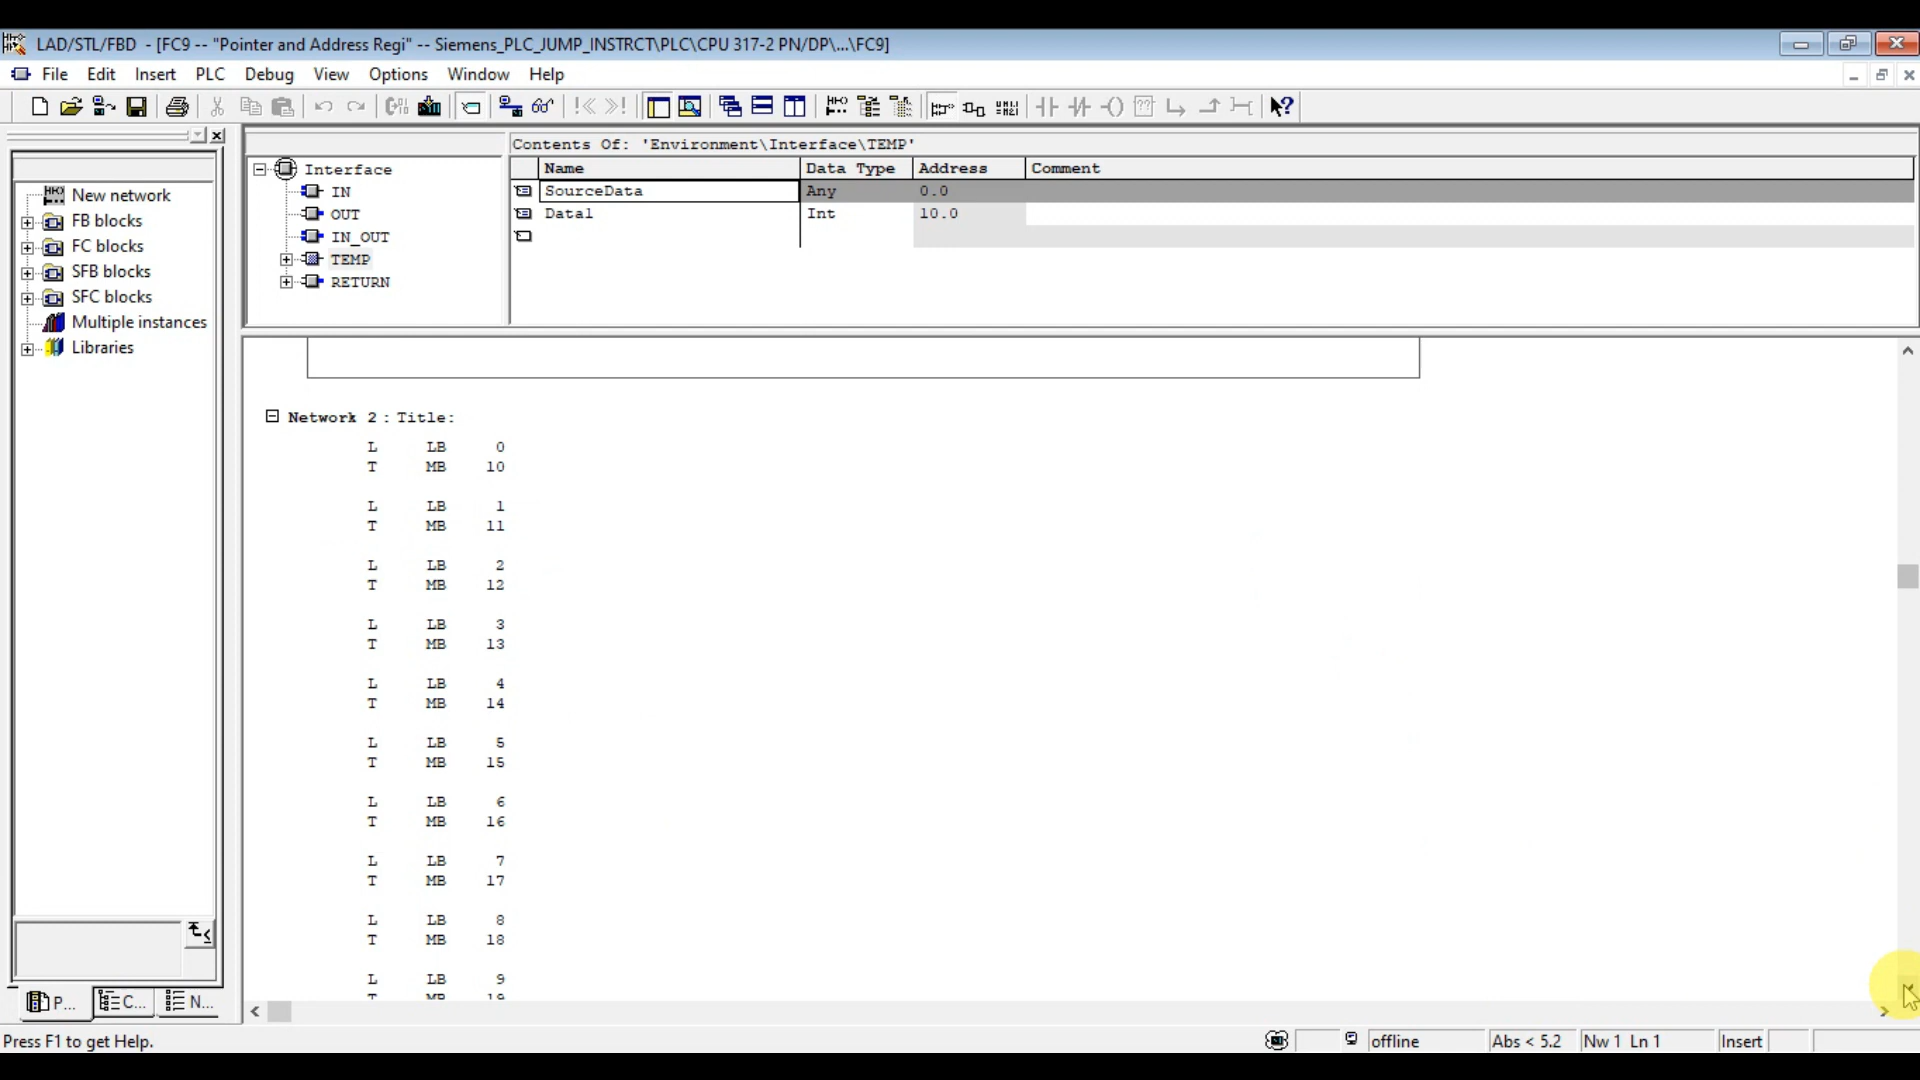 LAD/STL/FBD - [FC9 -- "Pointer and Address Regi" -- Siemens_PLC_JUMP_INSTRCT\PLC\CPU 317-2 PN/DP\...\FC9]
File Edit Insert PLC Debug View Options Window Help
New network
FB blocks
FC blocks
SFB blocks
SFC blocks
Multiple instances
Libraries
P... C... N...
Interface
IN
OUT
IN_OUT
TEMP
RETURN
Contents Of: 'Environment\Interface\TEMP'
Name Data Type Address Comment
SourceData Any 0.0
Data1 Int 10.0
Network 2 : Title:
L LB 0
T MB 10
L LB 1
T MB 11
L LB 2
T MB 12
L LB 3
T MB 13
L LB 4
T MB 14
L LB 5
T MB 15
L LB 6
T MB 16
L LB 7
T MB 17
L LB 8
T MB 18
L LB 9
T MB 19
Press F1 to get Help.
offline Abs < 5.2 Nw 1 Ln 1 Insert